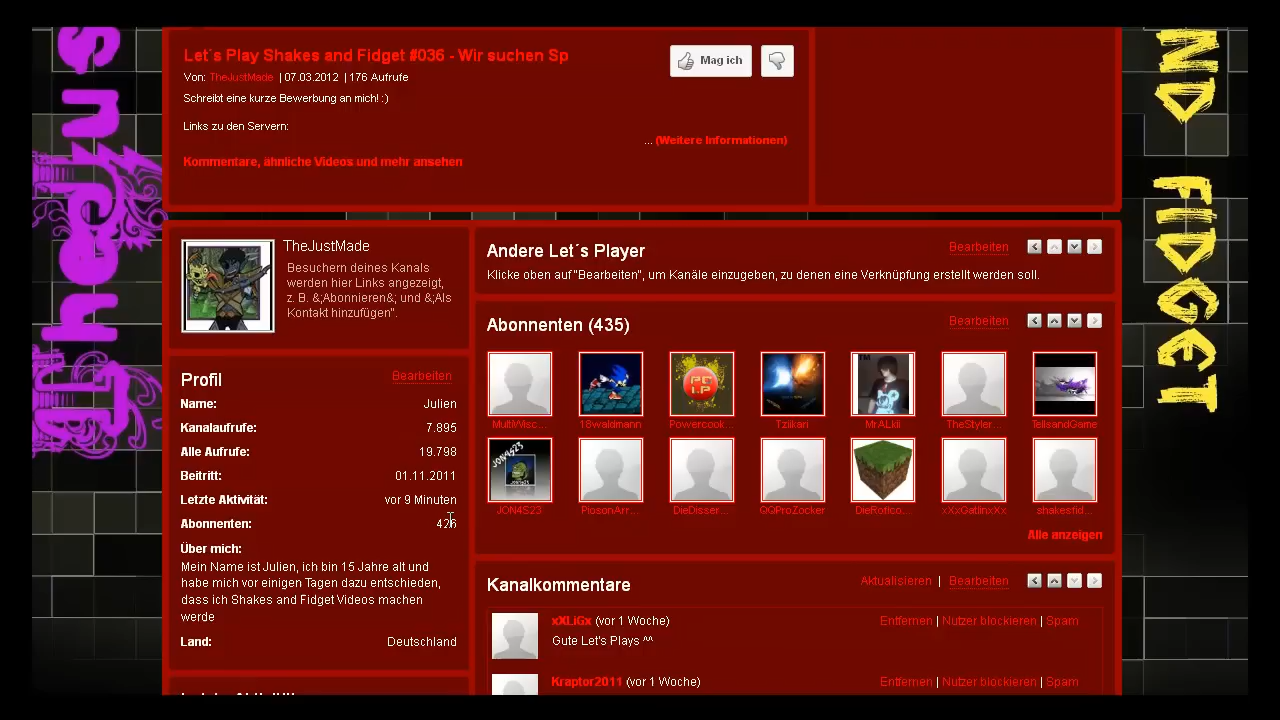 Let´s Play Shakes and Fidget #036 - Wir suchen Sp
Mag ich
Von: TheJustMade | 07.03.2012 | 176 Aufrufe
Schreibt eine kurze Bewerbung an mich! :)
Links zu den Servern:
... (Weitere Informationen)
Kommentare, ähnliche Videos und mehr ansehen
TheJustMade
Besuchern deines Kanals
werden hier Links angezeigt,
z. B. &;Abonnieren&; und &;Als
Kontakt hinzufügen".
Profil
Bearbeiten
Name: Julien
Kanalaufrufe: 7.895
Alle Aufrufe: 19.798
Beitritt: 01.11.2011
Letzte Aktivität: vor 9 Minuten
Abonnenten: 426
Über mich:
Mein Name ist Julien, ich bin 15 Jahre alt und
habe mich vor einigen Tagen dazu entschieden,
dass ich Shakes and Fidget Videos machen
werde
Land: Deutschland
Andere Let´s Player
Bearbeiten
Klicke oben auf "Bearbeiten", um Kanäle einzugeben, zu denen eine Verknüpfung erstellt werden soll.
Abonnenten (435)
Bearbeiten
MultiWisc... 18waldmann Powercook... Tziikari MrALkii TheStyler... TellsandGame
JON4S23 PiosonArr... DieDisser... QQProZocker DieRoflco... xXxGatlinxXx shakesfid...
Alle anzeigen
Kanalkommentare
Aktualisieren | Bearbeiten
xXLiGx (vor 1 Woche)
Entfernen | Nutzer blockieren | Spam
Gute Let's Plays ^^
Kraptor2011 (vor 1 Woche)
Entfernen | Nutzer blockieren | Spam
ND FIDGET